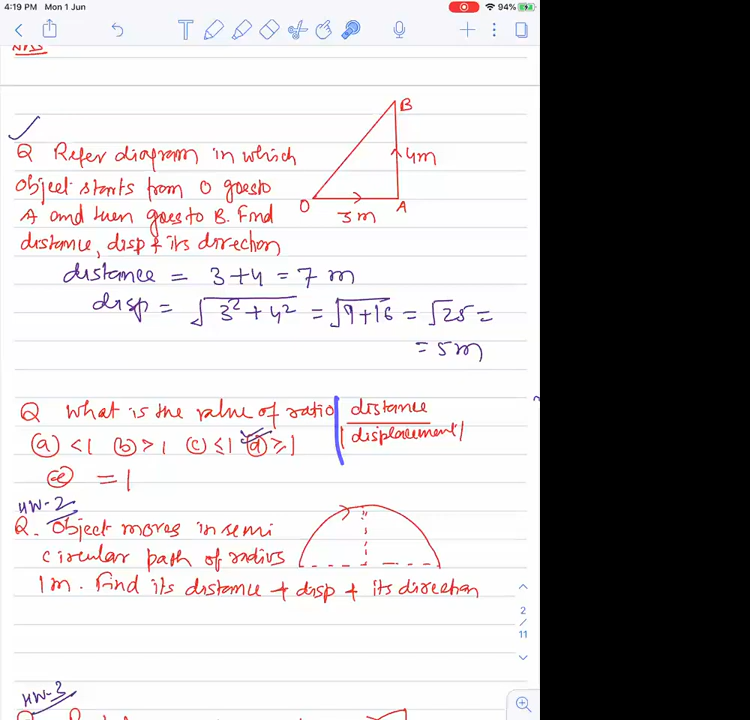 4:19 PM Mon 1 Jun
94%
B
Q Refer diagram in which
4m
object starts from O goes to
O
3m
A
A and then goes to B. Find
distance, disp + its direction
distance = 3+4 = 7 m
disp = √3²+4² = √9+16 = √25 =
= 5m
Q What is the value of ratio | distance
|displacement|
(a) <1 (b) >1 (c) ≤1 (d) ≥1
(e) = 1
HW-2
Q. Object moves in semi
circular path of radius
1m. Find its distance + disp + its direction
2
/
11
HW-3